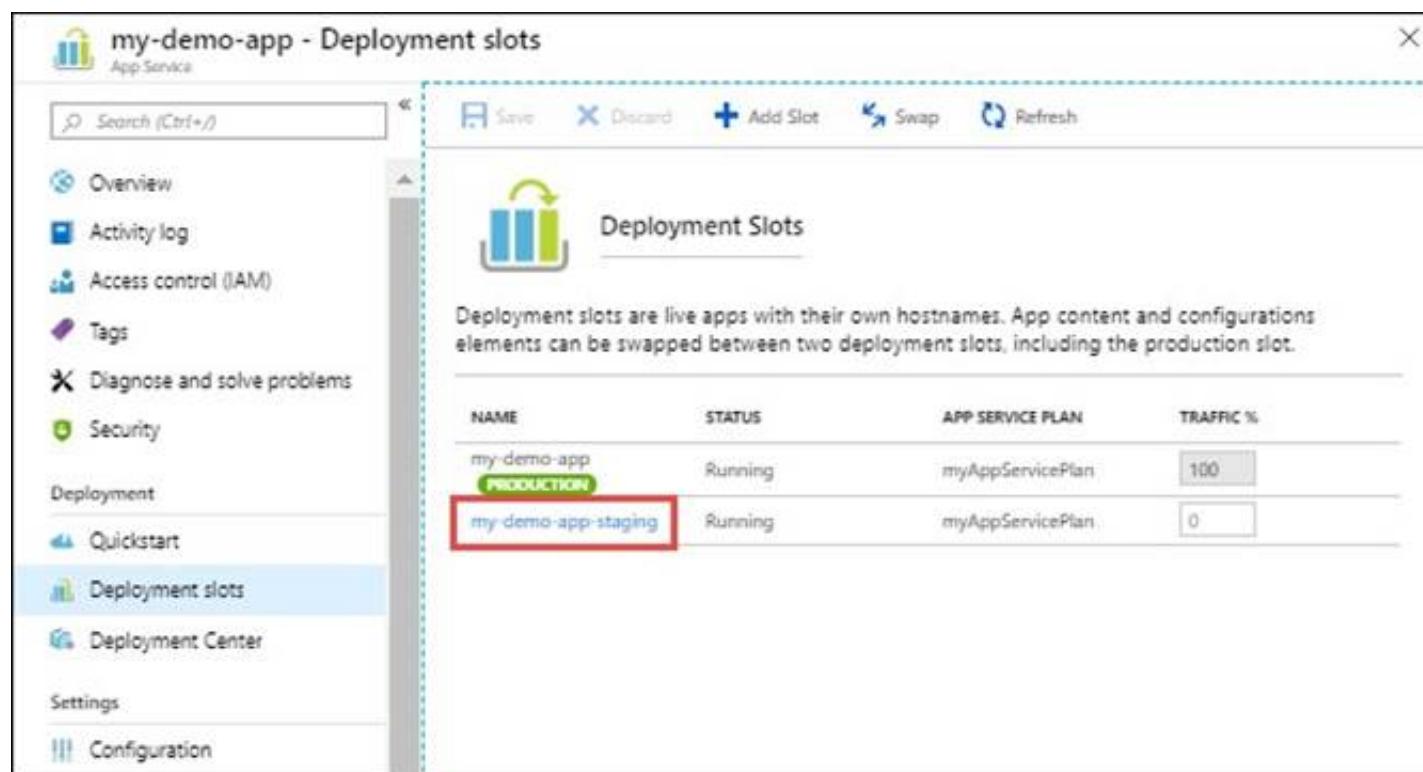 my-demo-app - Deployment slots
App Service
Search (Ctrl+/)
«
Overview
Activity log
Access control (IAM)
Tags
Diagnose and solve problems
Security
Deployment
Quickstart
Deployment slots
Deployment Center
Settings
Configuration
Save Discard Add Slot Swap Refresh
Deployment Slots
Deployment slots are live apps with their own hostnames. App content and configurations
elements can be swapped between two deployment slots, including the production slot.
NAME STATUS APP SERVICE PLAN TRAFFIC %
my-demo-app Running myAppServicePlan 100
PRODUCTION
my-demo-app-staging Running myAppServicePlan 0